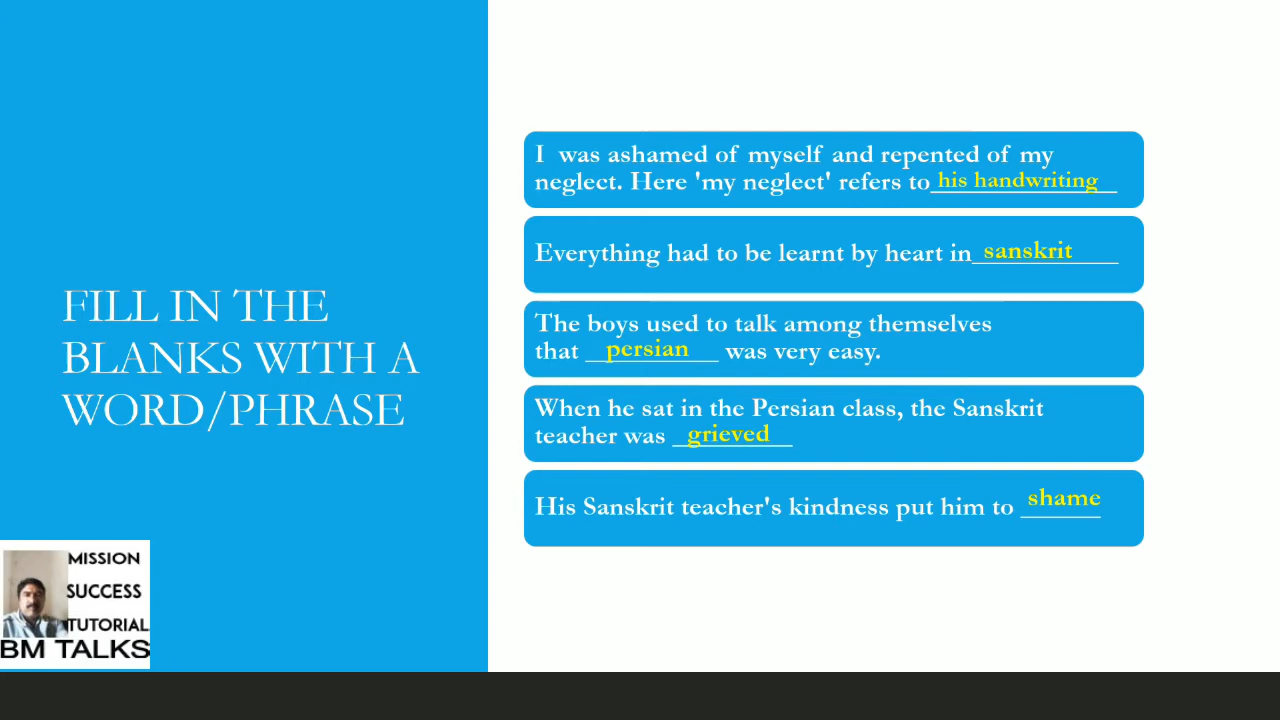 FILL IN THE
BLANKS WITH A
WORD/PHRASE
I was ashamed of myself and repented of my
neglect. Here 'my neglect' refers to his handwriting
Everything had to be learnt by heart in sanskrit
The boys used to talk among themselves
that persian was very easy.
When he sat in the Persian class, the Sanskrit
teacher was grieved
His Sanskrit teacher's kindness put him to shame
MISSION
SUCCESS
TUTORIAL
BM TALKS